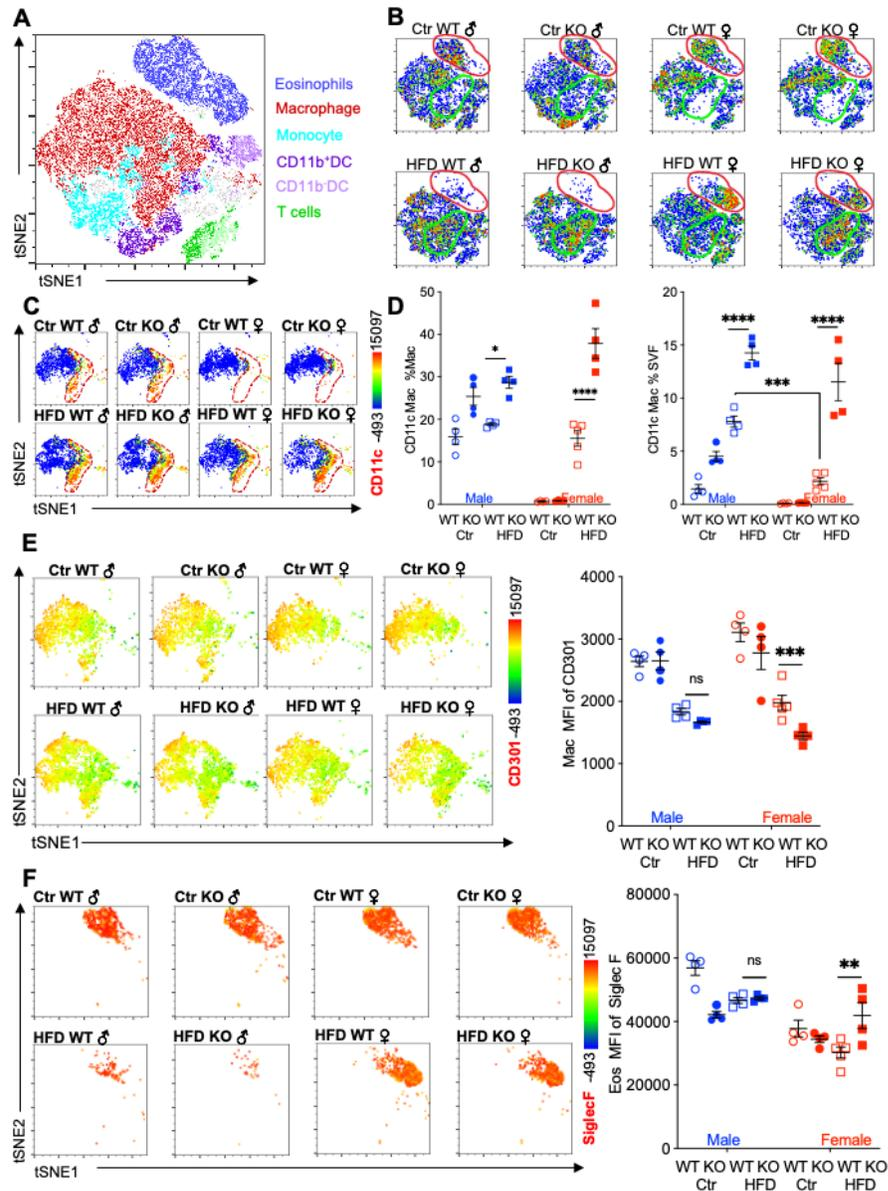 A
Eosinophils
Macrophage
Monocyte
CD11b⁺DC
CD11b⁻DC
T cells
tSNE2
tSNE1
B
Ctr WT ♂ Ctr KO ♂ Ctr WT ♀ Ctr KO ♀
HFD WT ♂ HFD KO ♂ HFD WT ♀ HFD KO ♀
C
Ctr WT ♂ Ctr KO ♂ Ctr WT ♀ Ctr KO ♀
HFD WT ♂ HFD KO ♂ HFD WT ♀ HFD KO ♀
tSNE2
tSNE1
CD11c -493 15097
D
CD11c Mac %Mac
50
40
30
20
10
0
*
****
Male Female
WT KO WT KO WT KO WT KO
Ctr HFD Ctr HFD
CD11c Mac % SVF
20
15
10
5
0
**** ****
***
Male Female
WT KO WT KO WT KO WT KO
Ctr HFD Ctr HFD
E
Ctr WT ♂ Ctr KO ♂ Ctr WT ♀ Ctr KO ♀
HFD WT ♂ HFD KO ♂ HFD WT ♀ HFD KO ♀
tSNE2
tSNE1
CD301 -493 15097
Mac MFI of CD301
4000
3000
2000
1000
0
ns ***
Male Female
WT KO WT KO WT KO WT KO
Ctr HFD Ctr HFD
F
Ctr WT ♂ Ctr KO ♂ Ctr WT ♀ Ctr KO ♀
HFD WT ♂ HFD KO ♂ HFD WT ♀ HFD KO ♀
tSNE2
tSNE1
SiglecF -493 15097
Eos MFI of Siglec F
80000
60000
40000
20000
0
ns **
Male Female
WT KO WT KO WT KO WT KO
Ctr HFD Ctr HFD